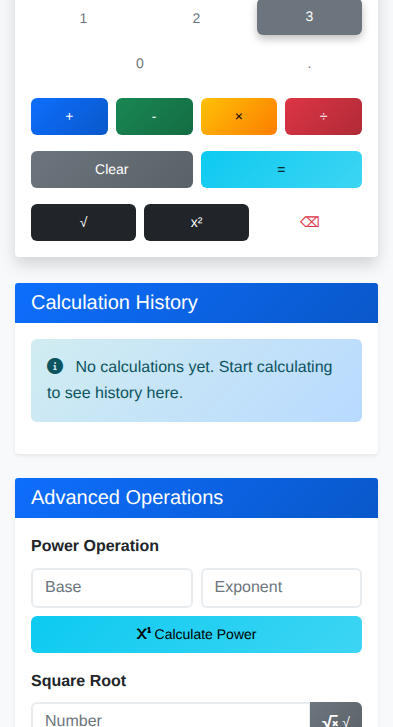 1 2 3
0 .
+ - × ÷
Clear =
√ x² ⌫
Calculation History
No calculations yet. Start calculating
to see history here.
Advanced Operations
Power Operation
Base Exponent
X¹ Calculate Power
Square Root
Number √x √